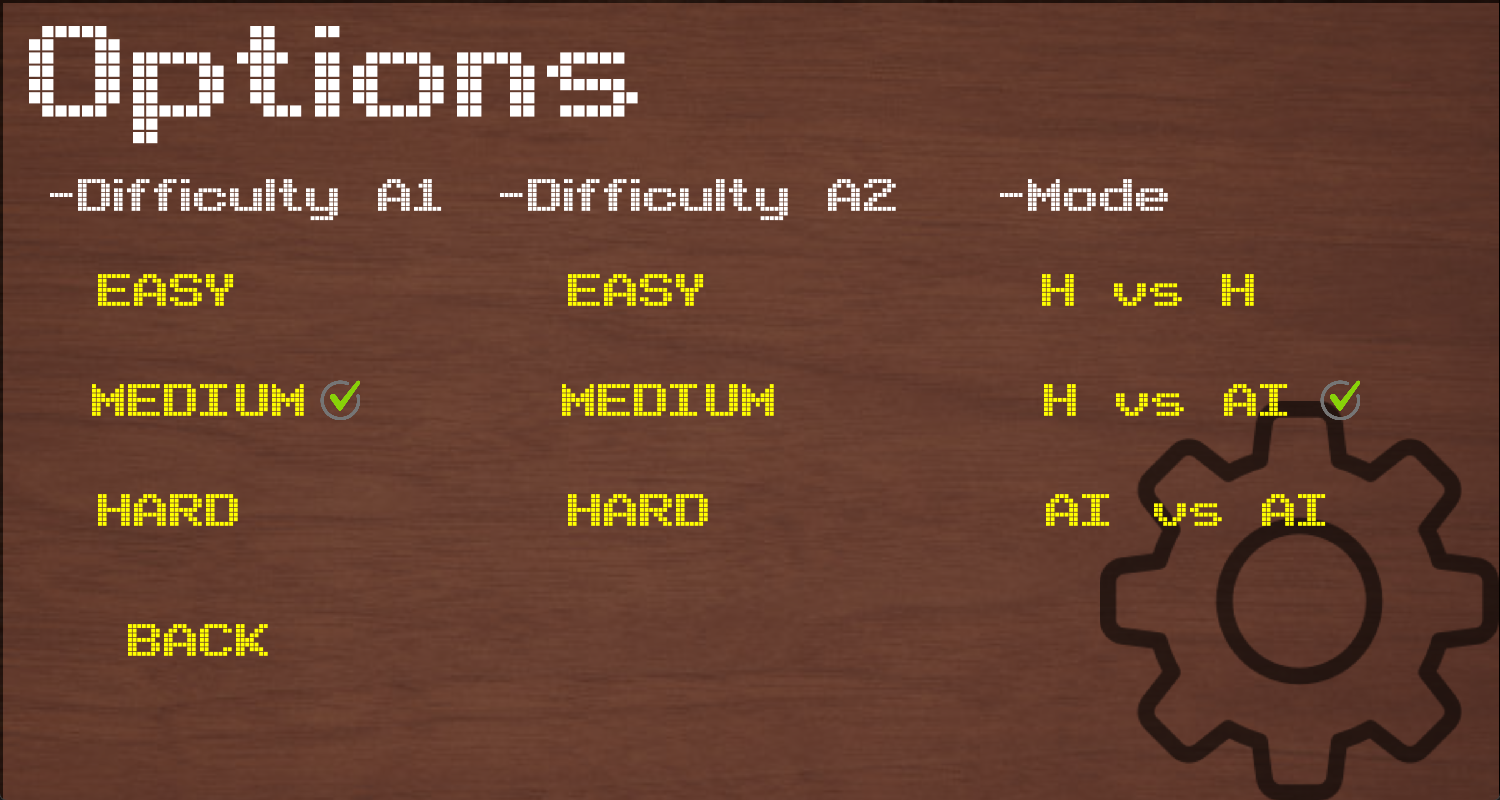 Options
-Difficulty A1 -Difficulty A2 -Mode
EASY EASY H vs H
MEDIUM MEDIUM H vs AI
HARD HARD AI vs AI
BACK